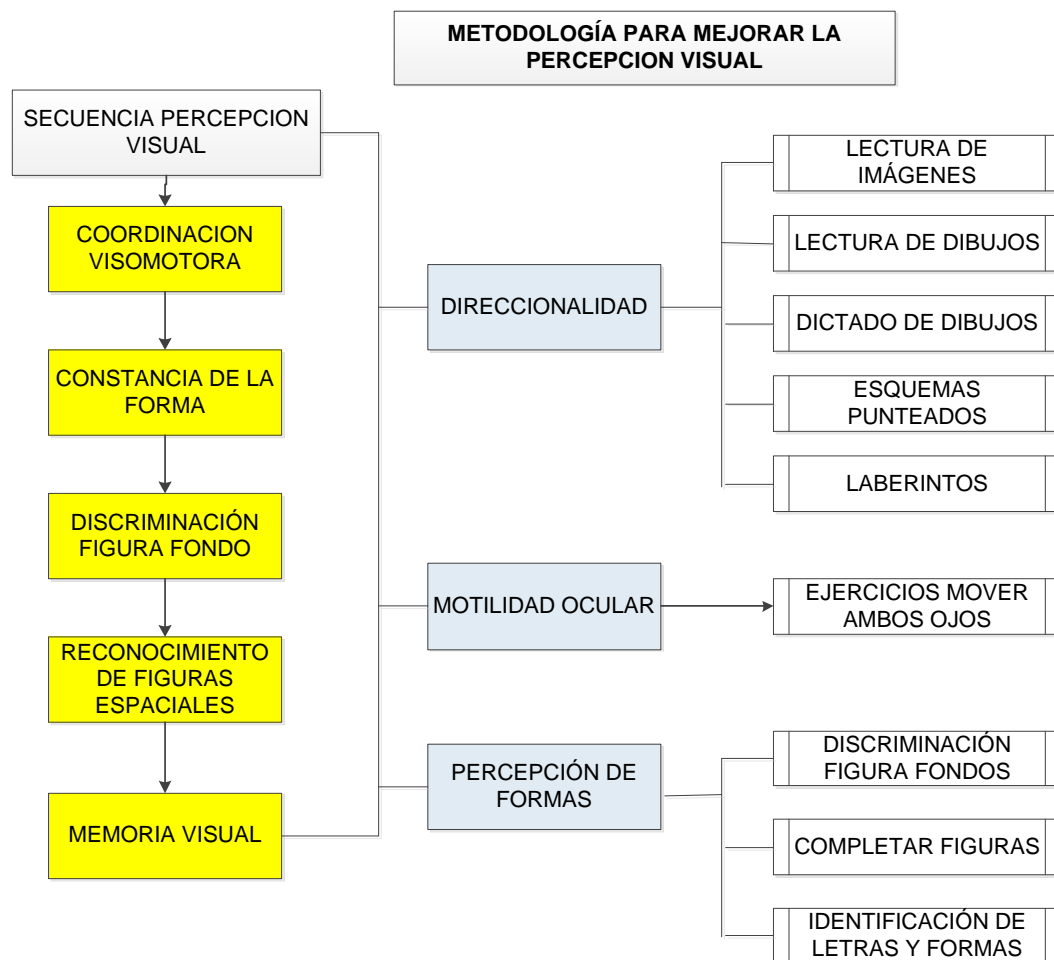 METODOLOGÍA PARA MEJORAR LA
PERCEPCION VISUAL
SECUENCIA PERCEPCION
VISUAL
COORDINACION
VISOMOTORA
CONSTANCIA DE LA
FORMA
DISCRIMINACIÓN
FIGURA FONDO
RECONOCIMIENTO
DE FIGURAS
ESPACIALES
MEMORIA VISUAL
DIRECCIONALIDAD
MOTILIDAD OCULAR
PERCEPCIÓN DE
FORMAS
LECTURA DE
IMÁGENES
LECTURA DE DIBUJOS
DICTADO DE DIBUJOS
ESQUEMAS
PUNTEADOS
LABERINTOS
EJERCICIOS MOVER
AMBOS OJOS
DISCRIMINACIÓN
FIGURA FONDOS
COMPLETAR FIGURAS
IDENTIFICACIÓN DE
LETRAS Y FORMAS